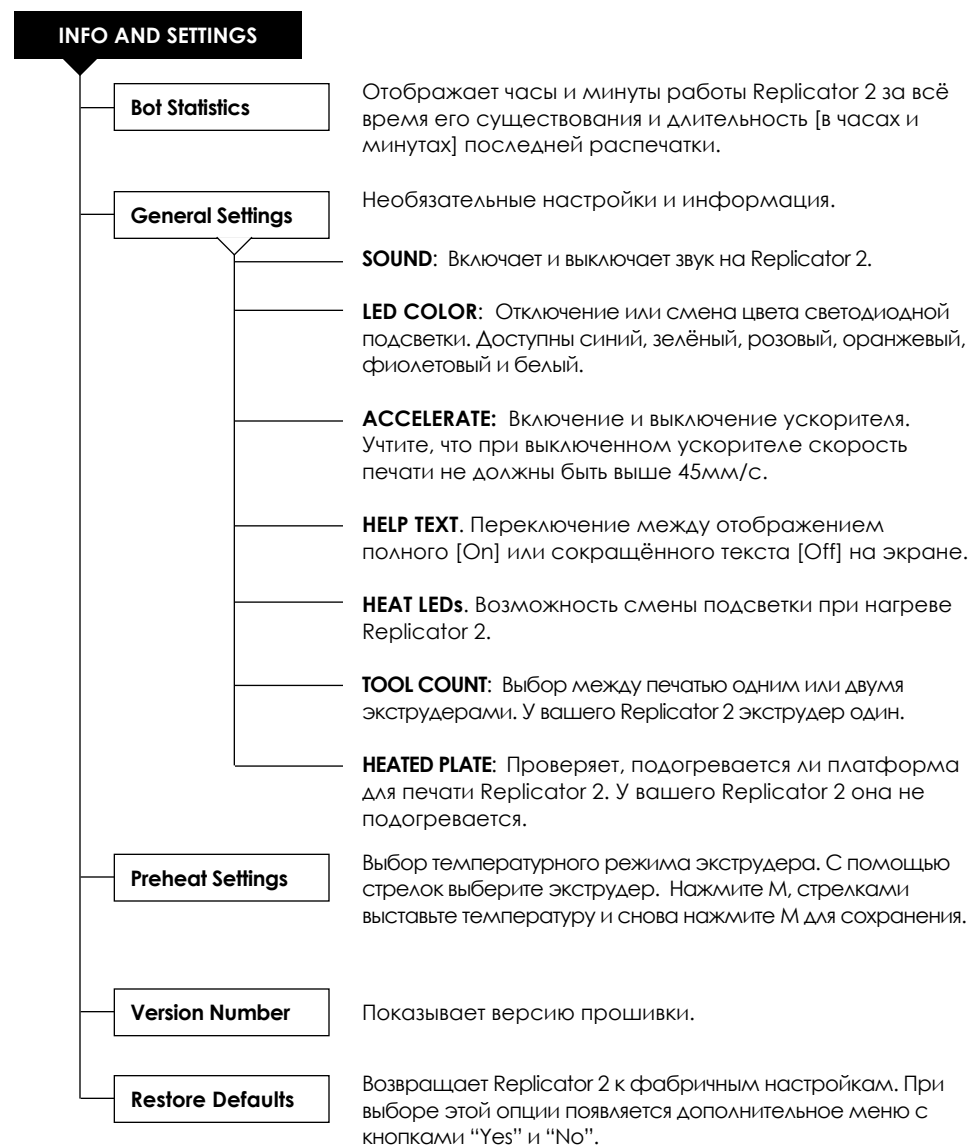 INFO AND SETTINGS
Bot Statistics
Отображает часы и минуты работы Replicator 2 за всё
время его существования и длительность [в часах и
минутах] последней распечатки.
General Settings
Необязательные настройки и информация.
SOUND: Включает и выключает звук на Replicator 2.
LED COLOR: Отключение или смена цвета светодиодной
подсветки. Доступны синий, зелёный, розовый, оранжевый,
фиолетовый и белый.
ACCELERATE: Включение и выключение ускорителя.
Учтите, что при выключенном ускорителе скорость
печати не должны быть выше 45мм/с.
HELP TEXT. Переключение между отображением
полного [On] или сокращённого текста [Off] на экране.
HEAT LEDs. Возможность смены подсветки при нагреве
Replicator 2.
TOOL COUNT: Выбор между печатью одним или двумя
экструдерами. У вашего Replicator 2 экструдер один.
HEATED PLATE: Проверяет, подогревается ли платформа
для печати Replicator 2. У вашего Replicator 2 она не
подогревается.
Preheat Settings
Выбор температурного режима экструдера. С помощью
стрелок выберите экструдер. Нажмите М, стрелками
выставьте температуру и снова нажмите М для сохранения.
Version Number
Показывает версию прошивки.
Restore Defaults
Возвращает Replicator 2 к фабричным настройкам. При
выборе этой опции появляется дополнительное меню с
кнопками “Yes” и “No”.